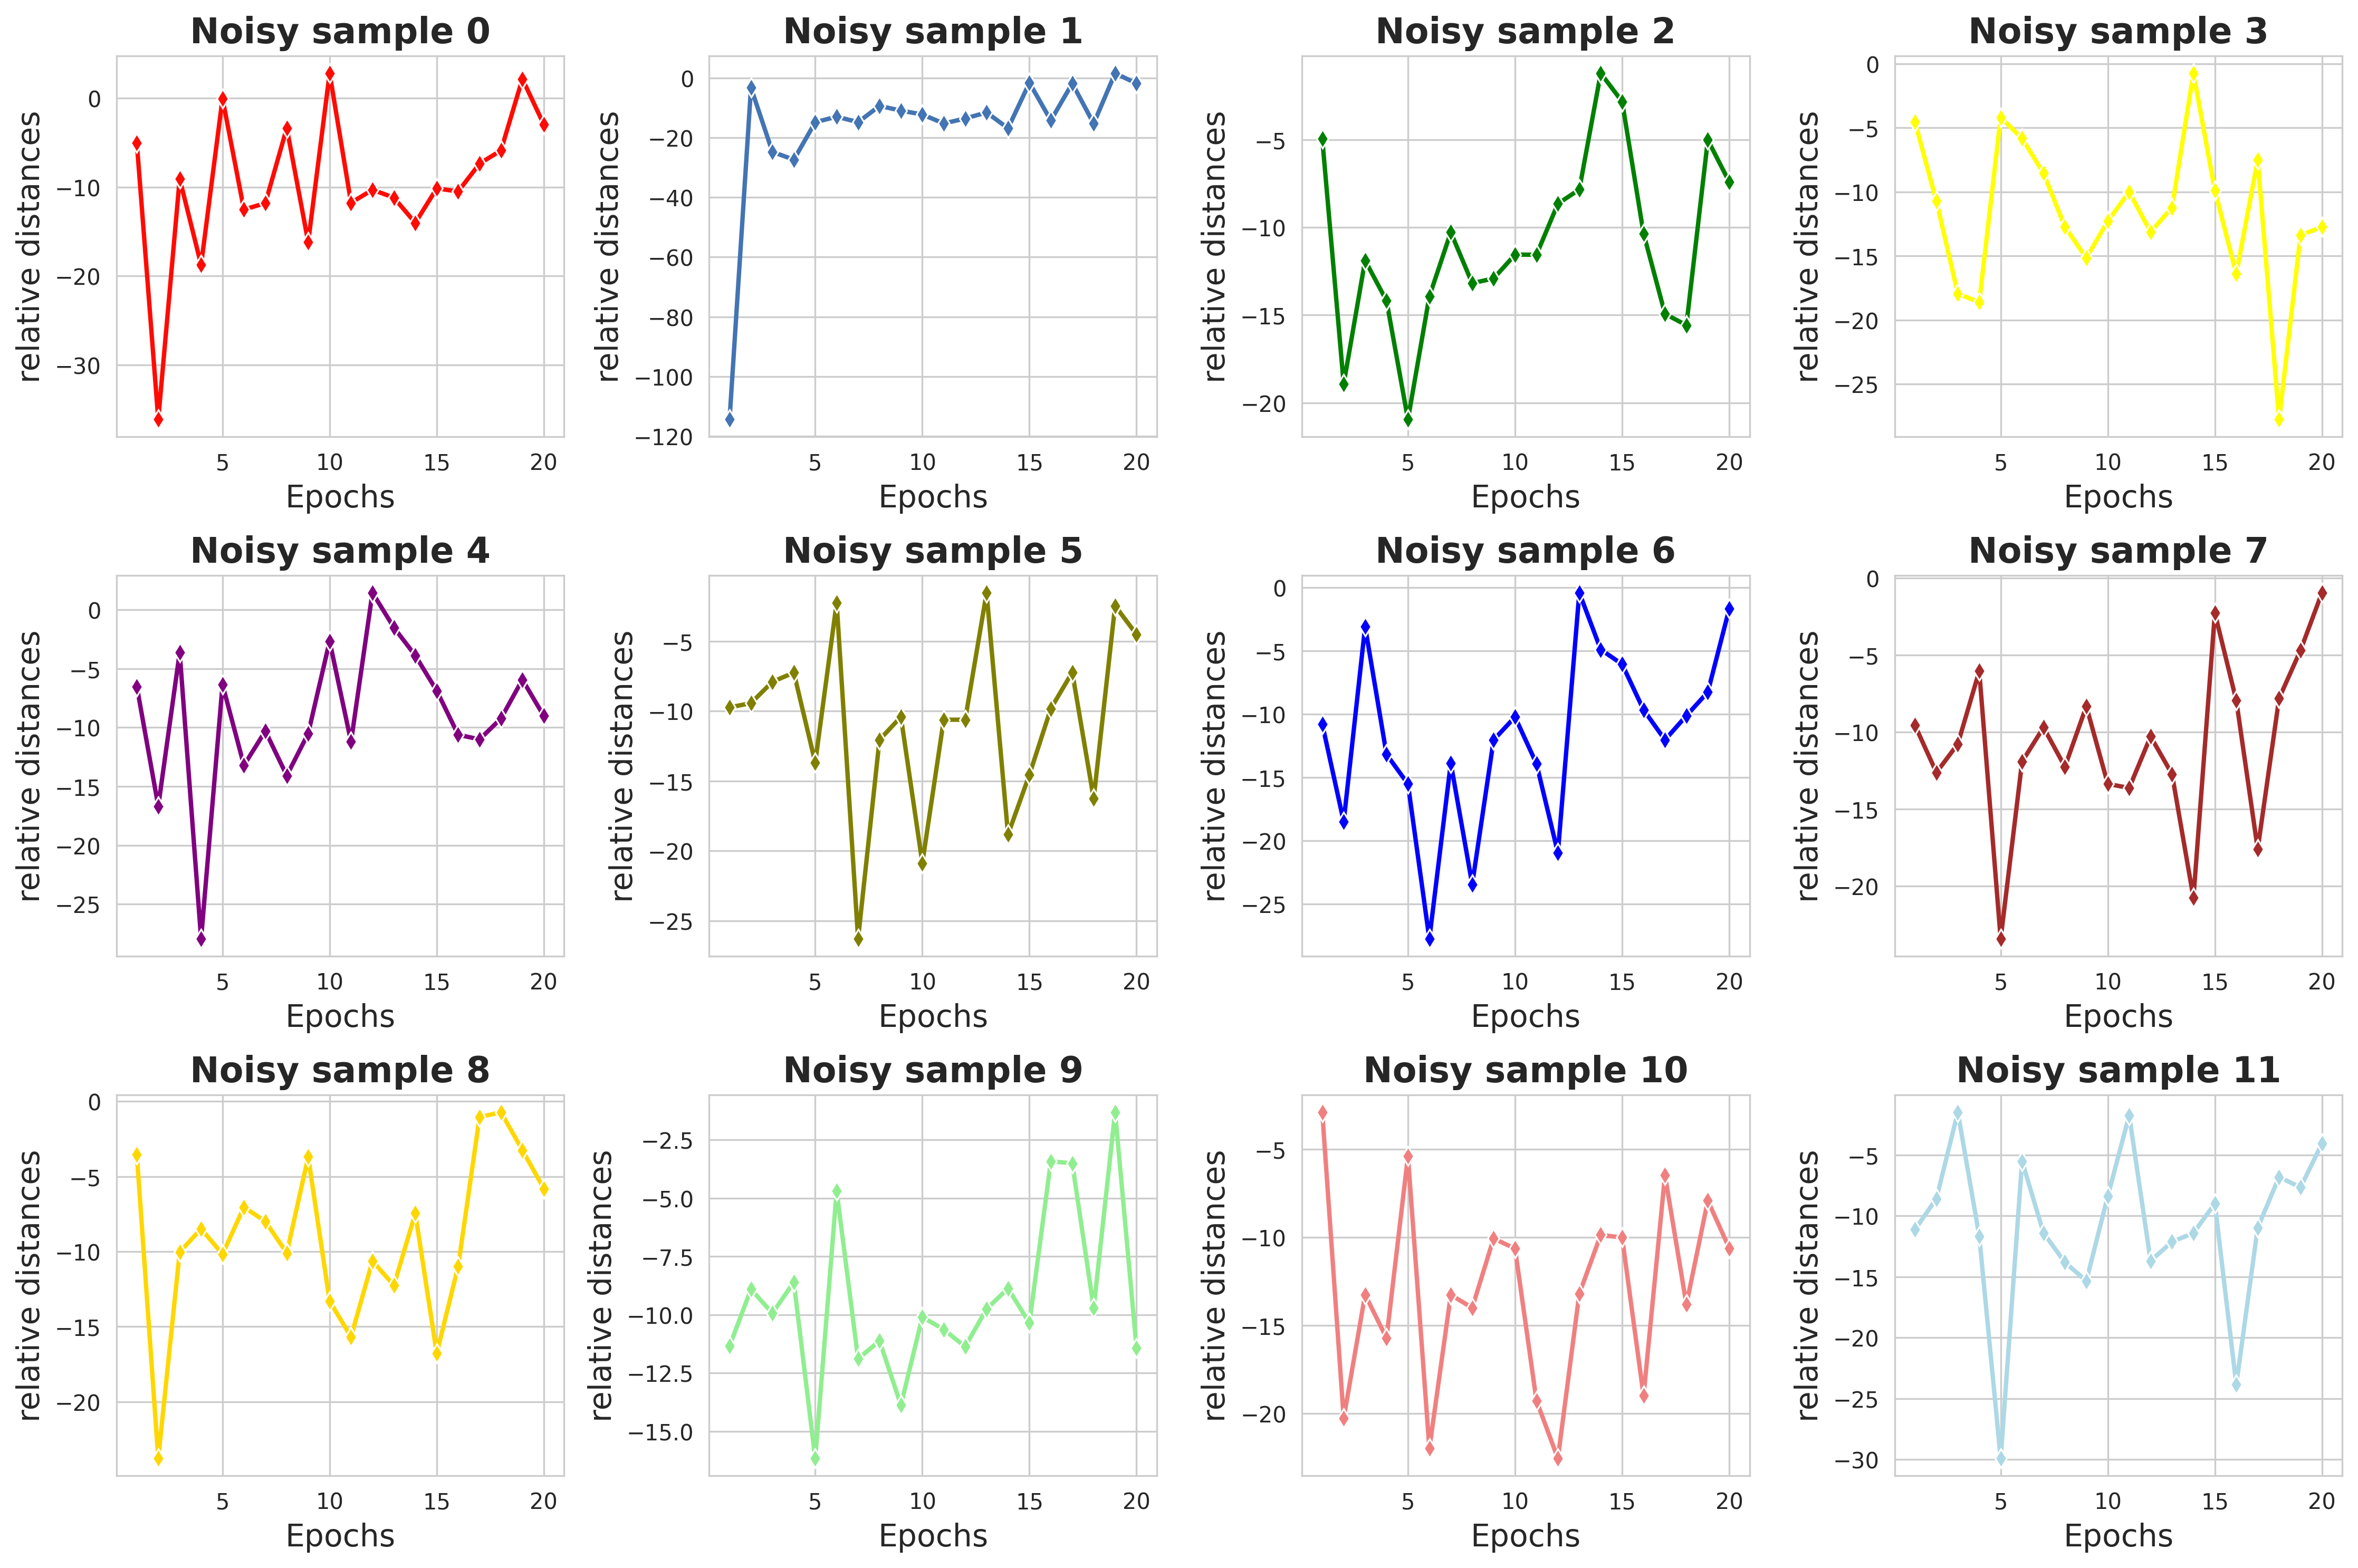 Noisy sample 0
0
−10
−20
−30
relative distances
5 10 15 20
Epochs
Noisy sample 1
0
−20
−40
−60
−80
−100
−120
relative distances
5 10 15 20
Epochs
Noisy sample 2
−5
−10
−15
−20
relative distances
5 10 15 20
Epochs
Noisy sample 3
0
−5
−10
−15
−20
−25
relative distances
5 10 15 20
Epochs
Noisy sample 4
0
−5
−10
−15
−20
−25
relative distances
5 10 15 20
Epochs
Noisy sample 5
−5
−10
−15
−20
−25
relative distances
5 10 15 20
Epochs
Noisy sample 6
0
−5
−10
−15
−20
−25
relative distances
5 10 15 20
Epochs
Noisy sample 7
0
−5
−10
−15
−20
relative distances
5 10 15 20
Epochs
Noisy sample 8
0
−5
−10
−15
−20
relative distances
5 10 15 20
Epochs
Noisy sample 9
−2.5
−5.0
−7.5
−10.0
−12.5
−15.0
relative distances
5 10 15 20
Epochs
Noisy sample 10
−5
−10
−15
−20
relative distances
5 10 15 20
Epochs
Noisy sample 11
−5
−10
−15
−20
−25
−30
relative distances
5 10 15 20
Epochs